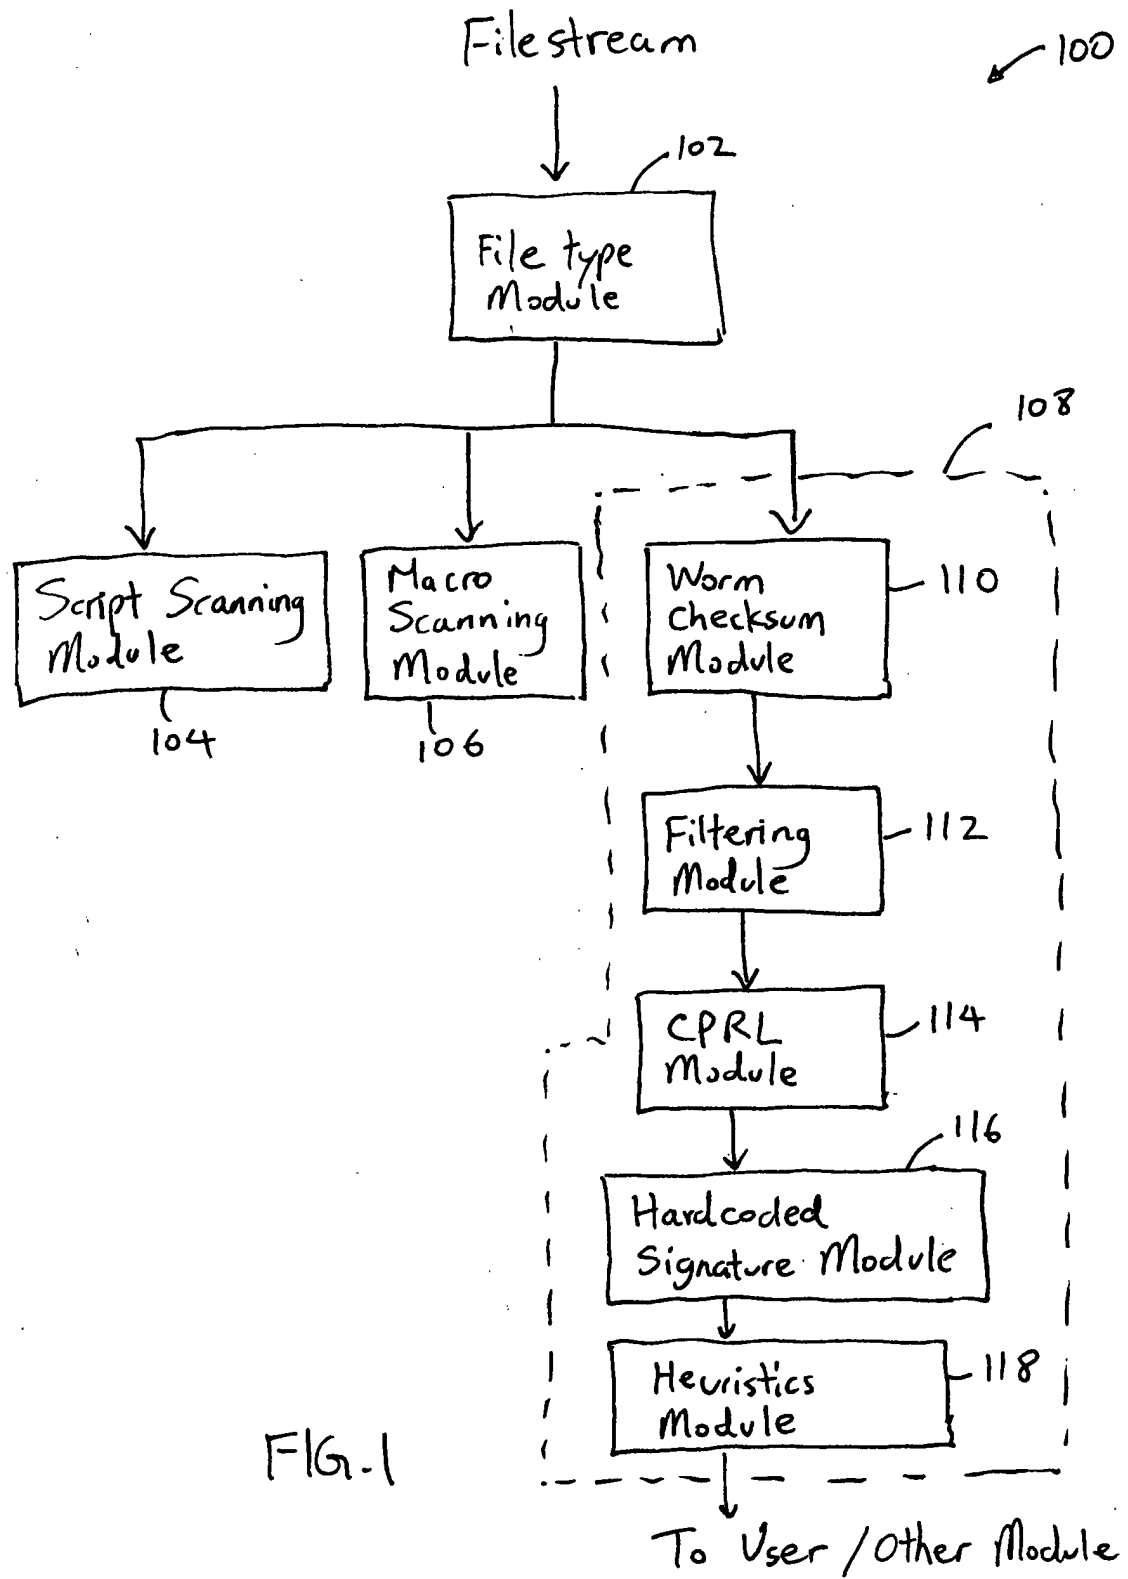 Filestream
100
102
File type
Module
108
Script Scanning
Module
104
Macro
Scanning
Module
106
Worm
Checksum
Module
110
Filtering
Module
112
CPRL
Module
114
116
Hardcoded
Signature Module
Heuristics
Module
118
FIG.1
To User / Other Module